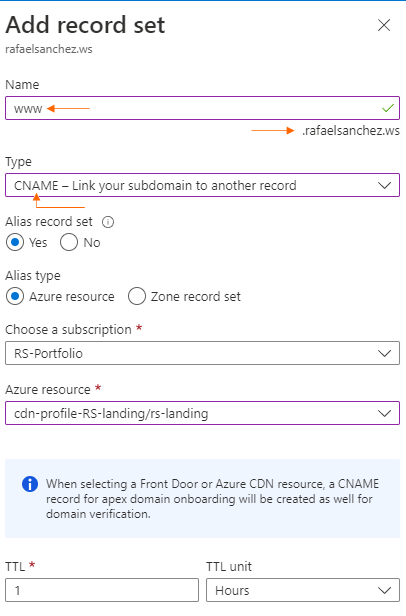 Add record set
rafaelsanchez.ws
Name
www
.rafaelsanchez.ws
Type
CNAME – Link your subdomain to another record
Alias record set
Yes No
Alias type
Azure resource Zone record set
Choose a subscription *
RS-Portfolio
Azure resource *
cdn-profile-RS-landing/rs-landing
When selecting a Front Door or Azure CDN resource, a CNAME
record for apex domain onboarding will be created as well for
domain verification.
TTL * TTL unit
1 Hours